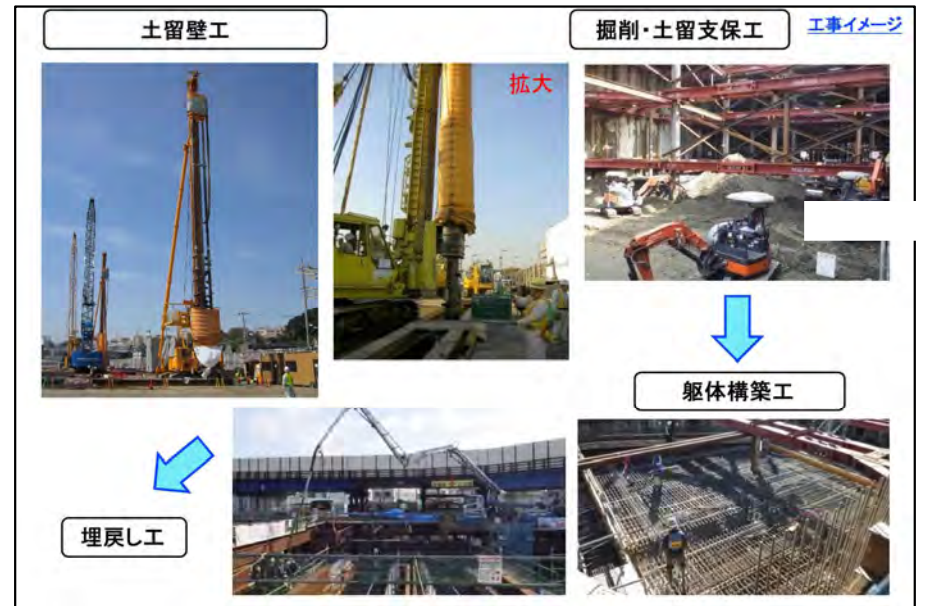 土留壁工
掘削・土留支保工
工事イメージ
拡大
躯体構築工
埋戻し工